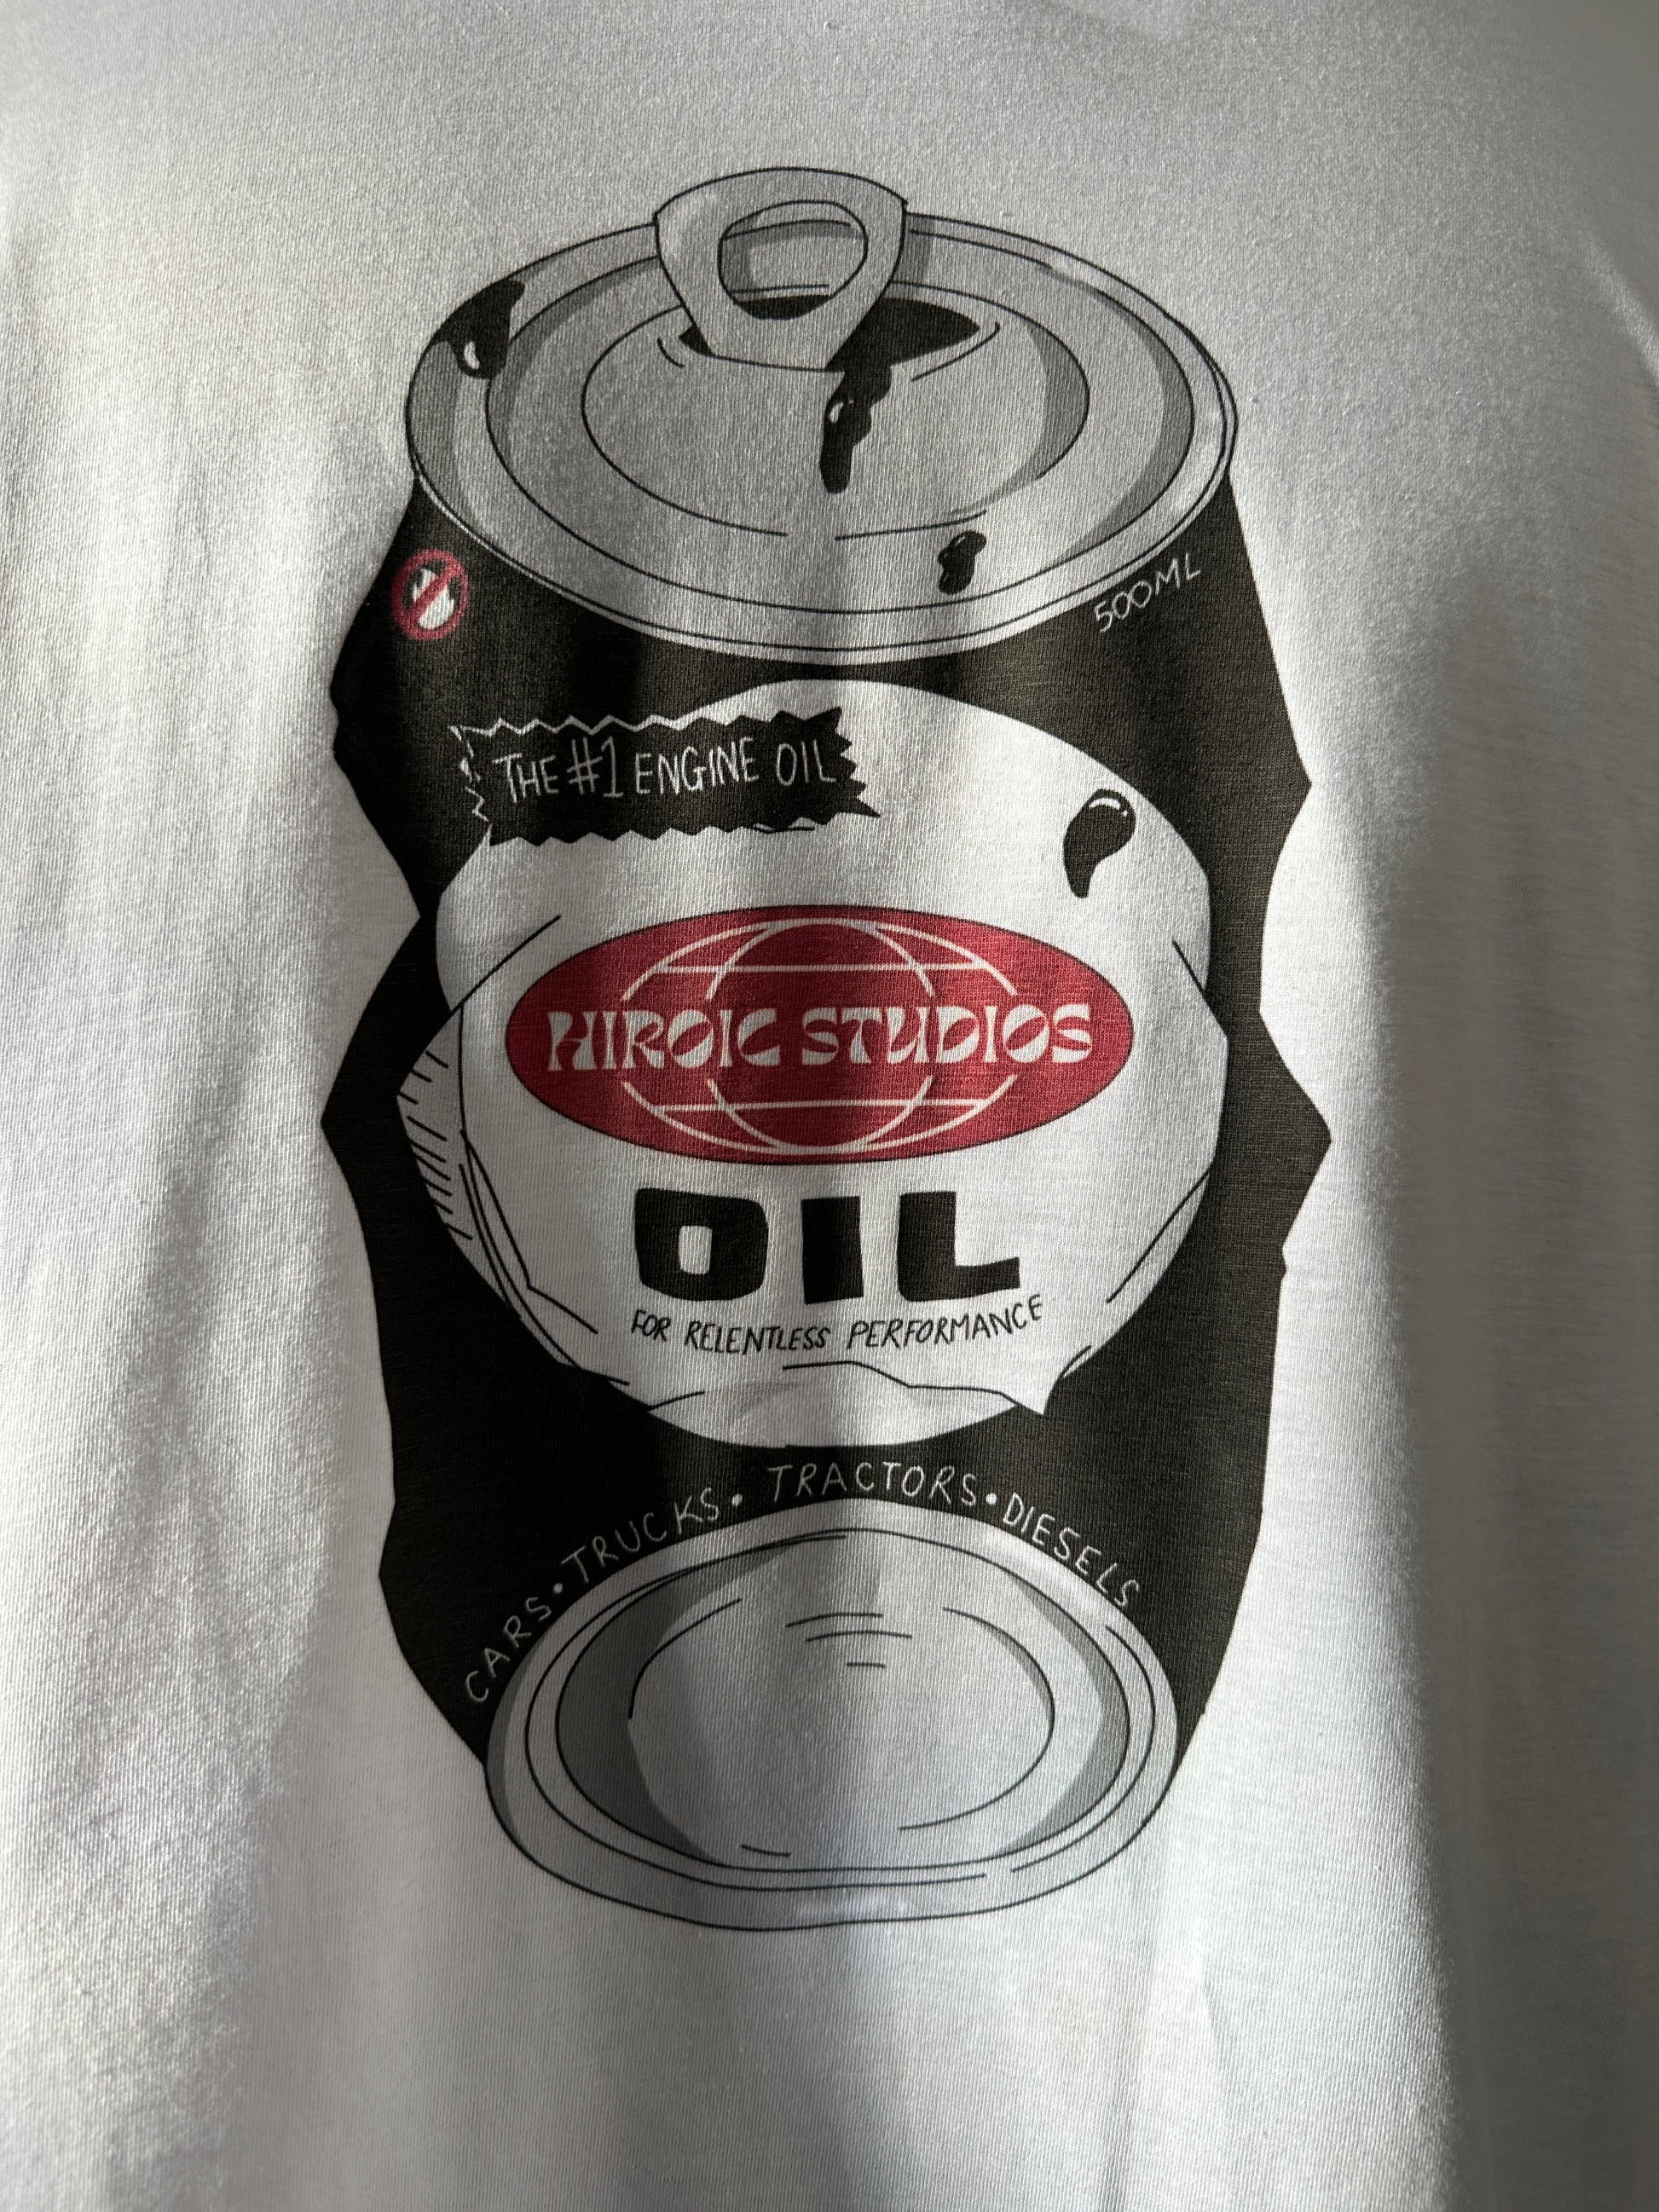 500ML
THE #1 ENGINE OIL
HIROIC STUDIOS
OIL
FOR RELENTLESS PERFORMANCE
CARS • TRUCKS • TRACTORS • DIESELS